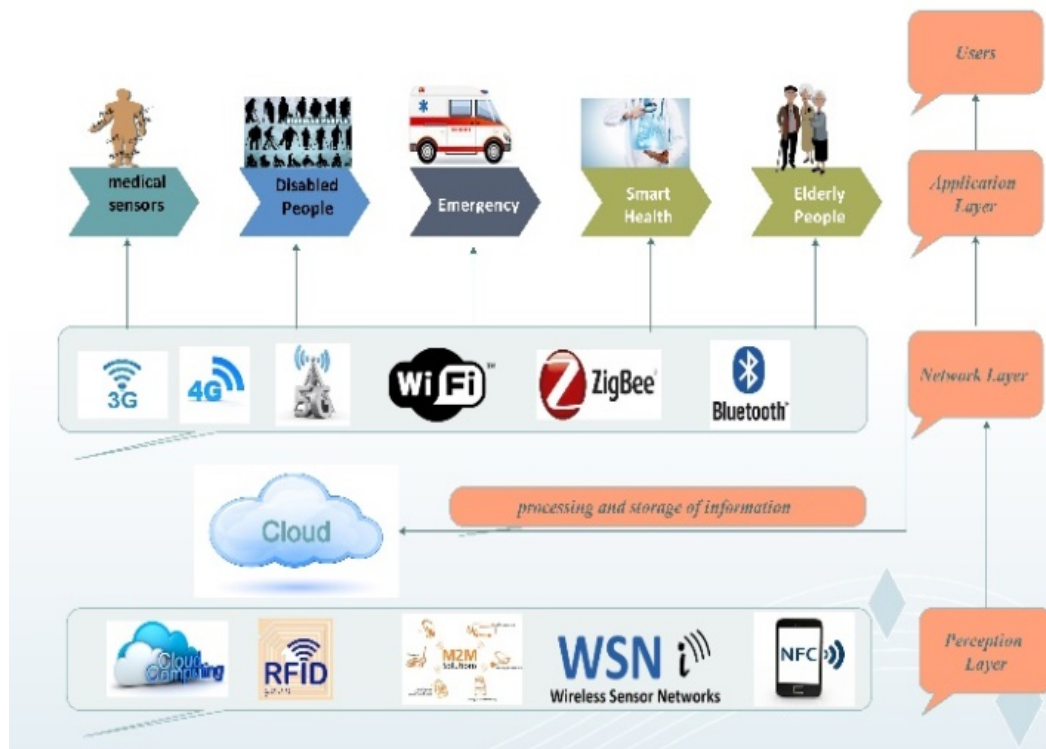 Users
medical
sensors
Disabled
People
Emergency
Smart
Health
Elderly
People
Application
Layer
3G
4G
5G
WiFi
ZigBee
Bluetooth
Network Layer
processing and storage of information
Cloud
Cloud
Computing
RFID
M2M
Solutions
WSN
Wireless Sensor Networks
NFC
Perception
Layer